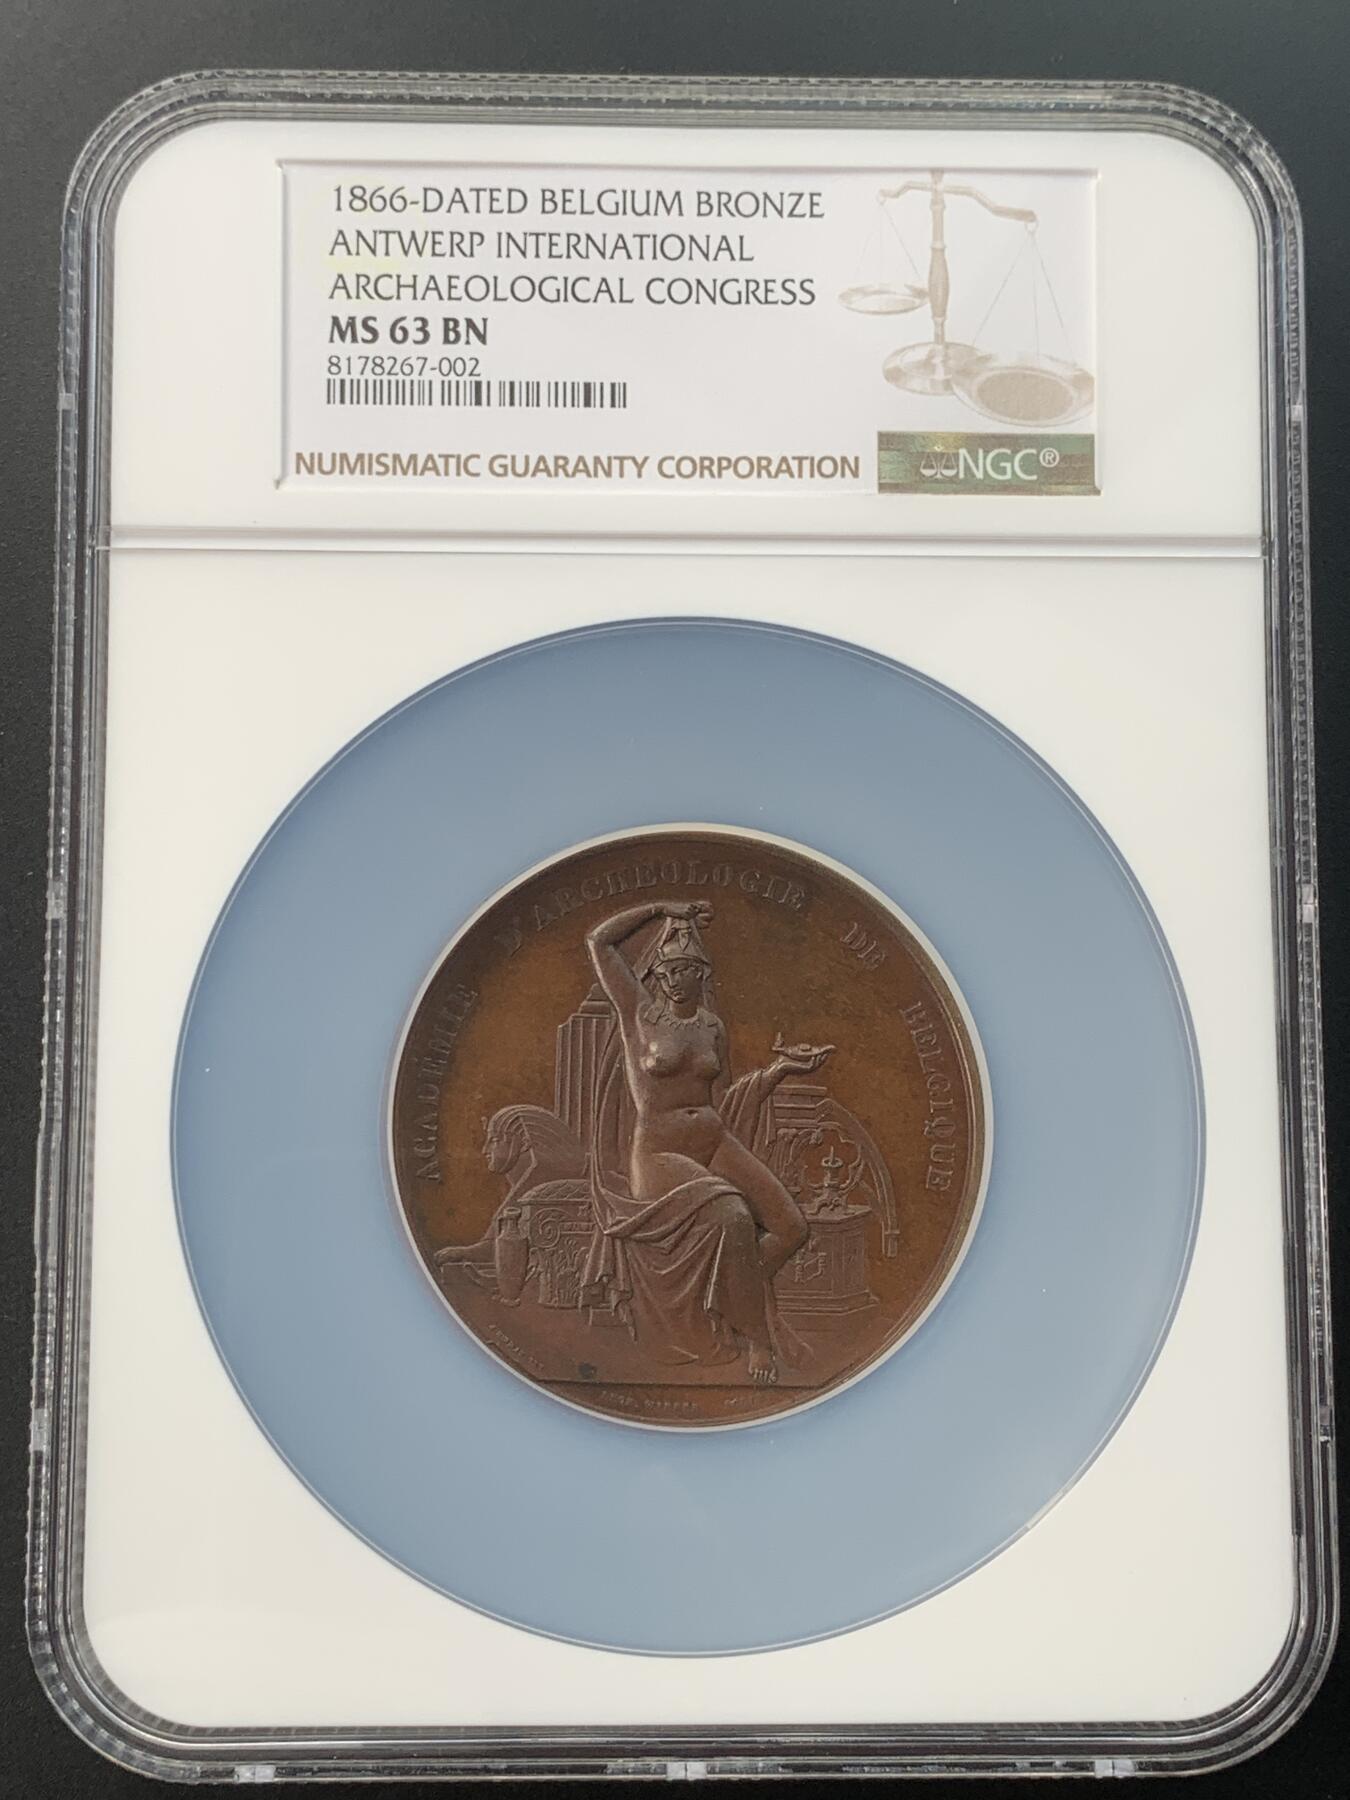 1866-DATED BELGIUM BRONZE
ANTWERP INTERNATIONAL
ARCHAEOLOGICAL CONGRESS
MS 63 BN
8178267-002
NUMISMATIC GUARANTY CORPORATION
NGC®
ACADÉMIE D'ARCHÉOLOGIE DE BELGIQUE